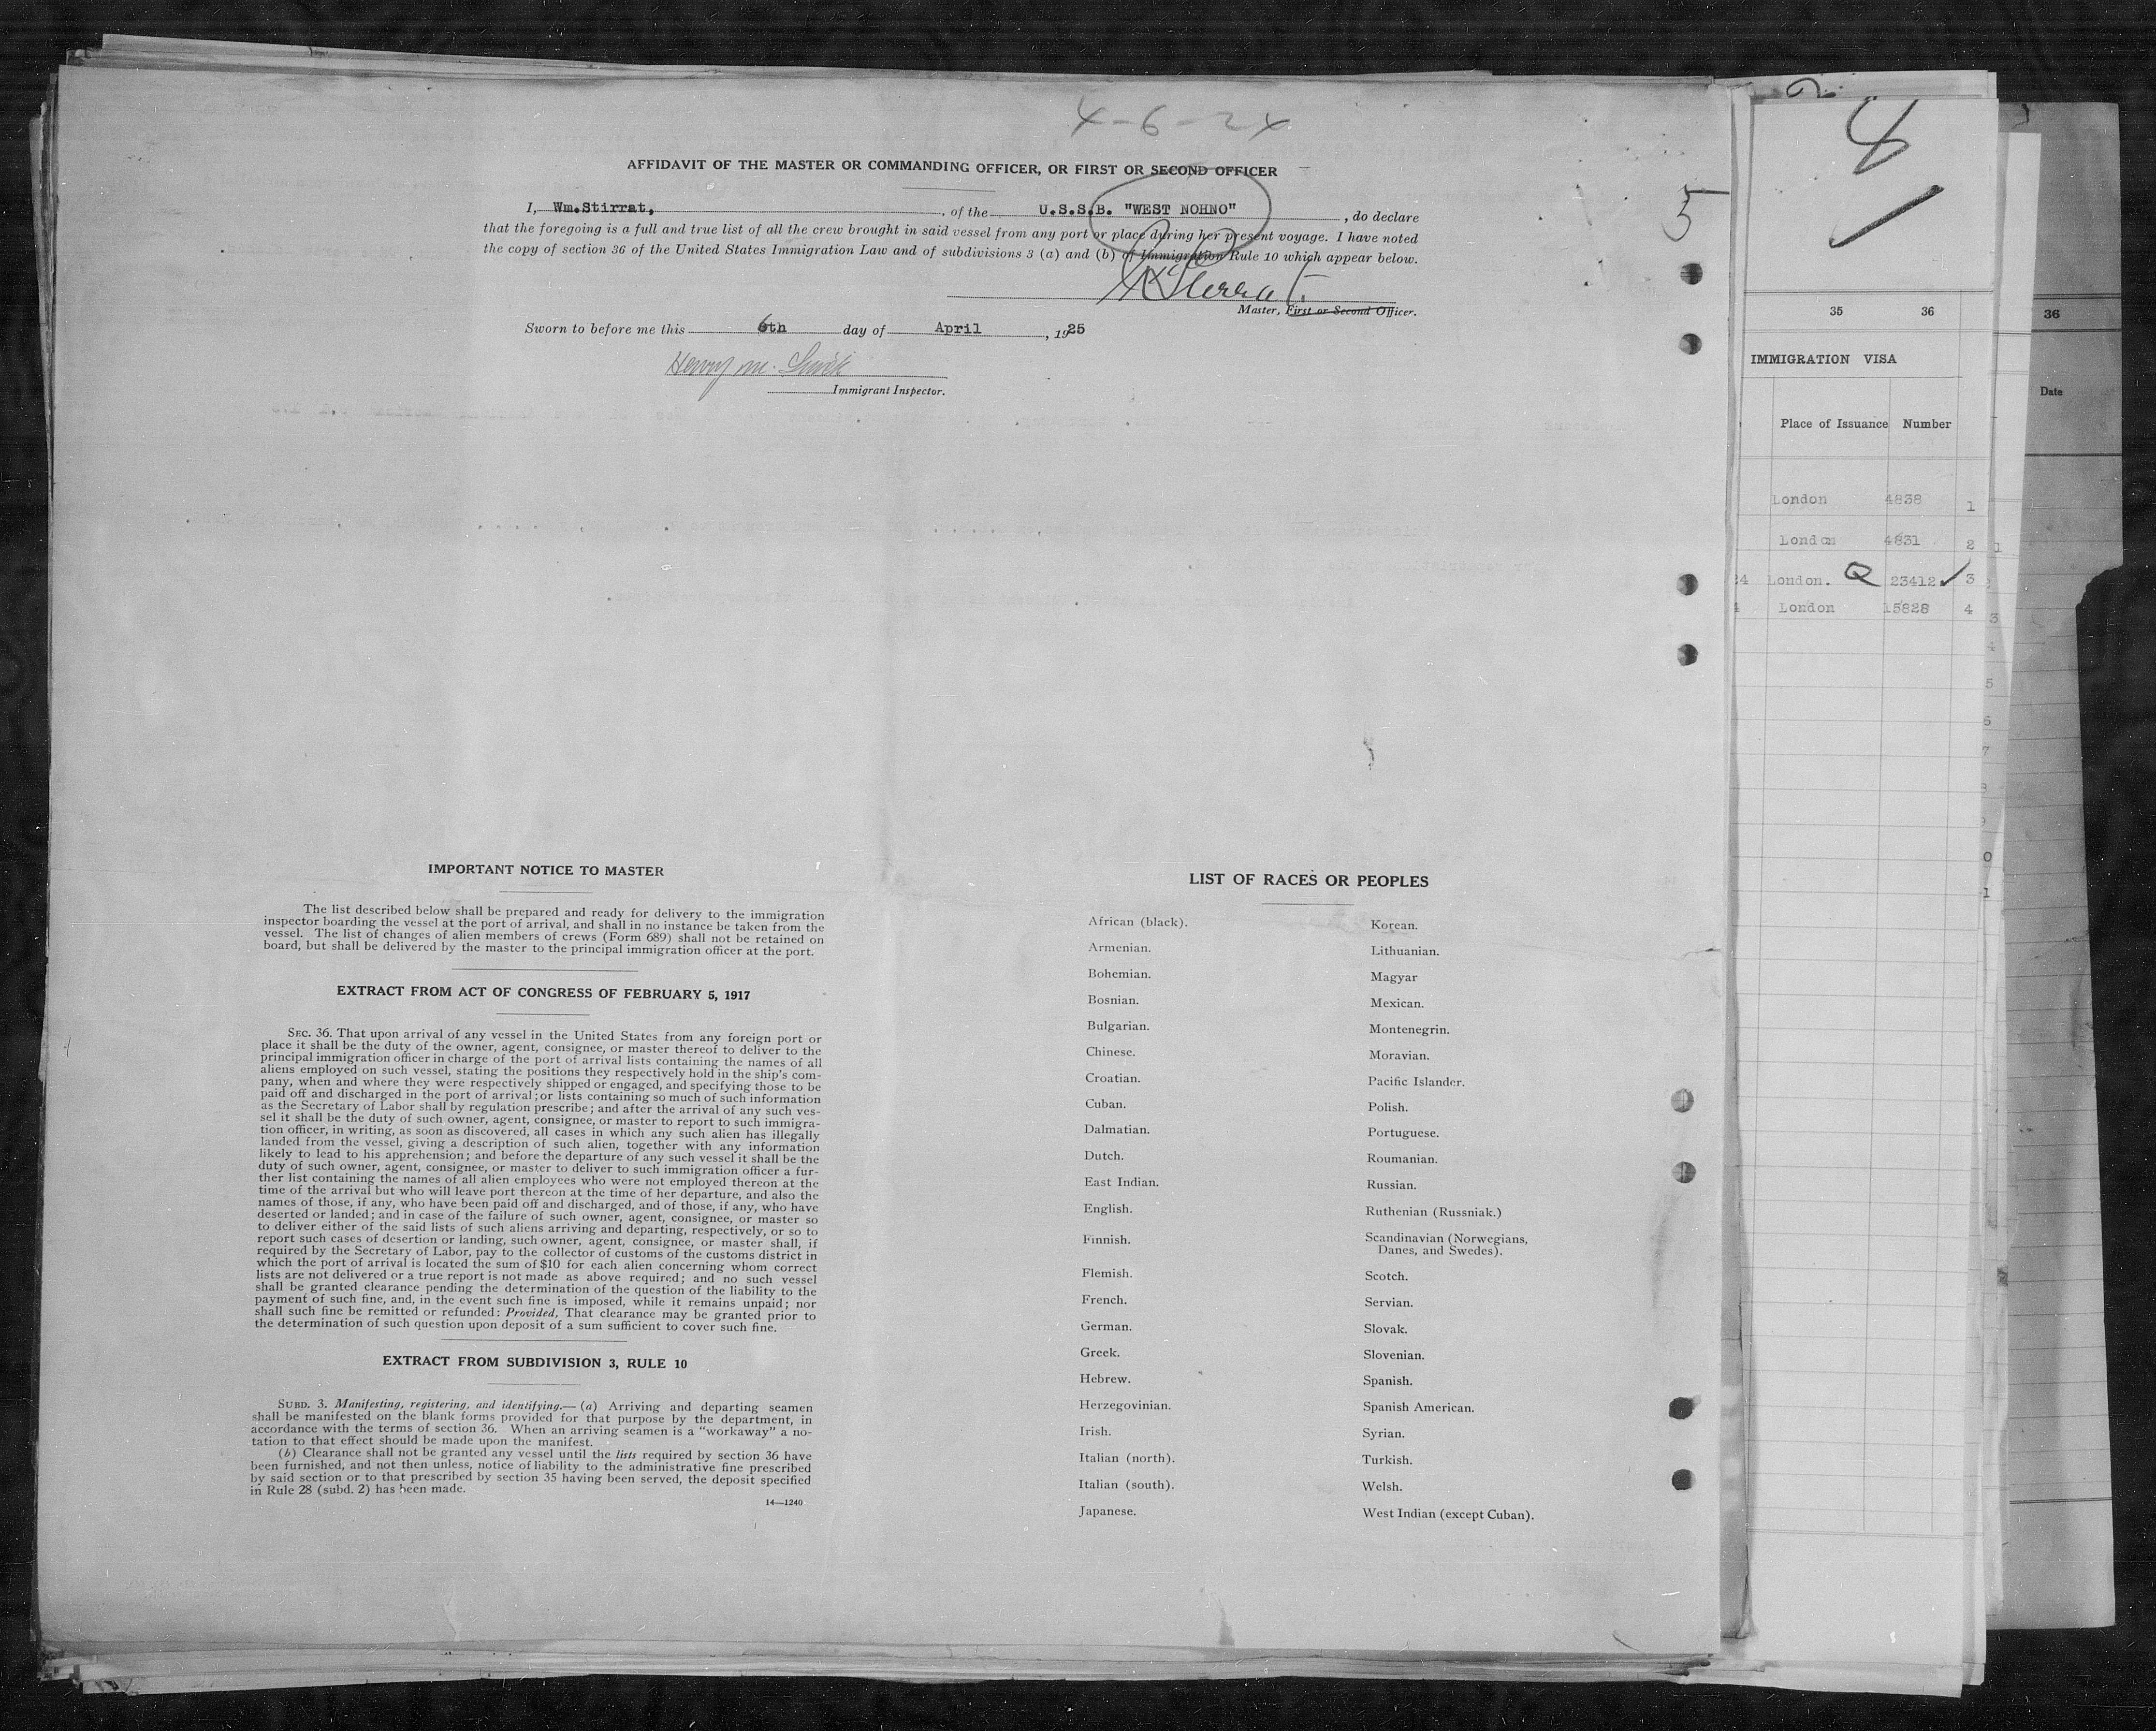 4-6-24
AFFIDAVIT OF THE MASTER OR COMMANDING OFFICER, OR FIRST OR SECOND OFFICER
I, Wm.Stirrat, , of the U.S.S.B. "WEST NOHNO" , do declare
that the foregoing is a full and true list of all the crew brought in said vessel from any port or place during her present voyage. I have noted
the copy of section 36 of the United States Immigration Law and of subdivisions 3 (a) and (b) of Immigration Rule 10 which appear below.
Stirrat
Master, First or Second Officer.
Sworn to before me this 6th day of April , 1925
Henry M.
Immigrant Inspector.
5
IMPORTANT NOTICE TO MASTER
The list described below shall be prepared and ready for delivery to the immigration
inspector boarding the vessel at the port of arrival, and shall in no instance be taken from the
vessel. The list of changes of alien members of crews (Form 689) shall not be retained on
board, but shall be delivered by the master to the principal immigration officer at the port.
EXTRACT FROM ACT OF CONGRESS OF FEBRUARY 5, 1917
SEC. 36. That upon arrival of any vessel in the United States from any foreign port or
place it shall be the duty of the owner, agent, consignee, or master thereof to deliver to the
principal immigration officer in charge of the port of arrival lists containing the names of all
aliens employed on such vessel, stating the positions they respectively hold in the ship's com-
pany, when and where they were respectively shipped or engaged, and specifying those to be
paid off and discharged in the port of arrival; or lists containing so much of such information
as the Secretary of Labor shall by regulation prescribe; and after the arrival of any such ves-
sel it shall be the duty of such owner, agent, consignee, or master to report to such immigra-
tion officer, in writing, as soon as discovered, all cases in which any such alien has illegally
landed from the vessel, giving a description of such alien, together with any information
likely to lead to his apprehension; and before the departure of any such vessel it shall be the
duty of such owner, agent, consignee, or master to deliver to such immigration officer a fur-
ther list containing the names of all alien employees who were not employed thereon at the
time of the arrival but who will leave port thereon at the time of her departure, and also the
names of those, if any, who have been paid off and discharged, and of those, if any, who have
deserted or landed; and in case of the failure of such owner, agent, consignee, or master so
to deliver either of the said lists of such aliens arriving and departing, respectively, or so to
report such cases of desertion or landing, such owner, agent, consignee, or master shall, if
required by the Secretary of Labor, pay to the collector of customs of the customs district in
which the port of arrival is located the sum of $10 for each alien concerning whom correct
lists are not delivered or a true report is not made as above required; and no such vessel
shall be granted clearance pending the determination of the question of the liability to the
payment of such fine, and, in the event such fine is imposed, while it remains unpaid; nor
shall such fine be remitted or refunded: Provided, That clearance may be granted prior to
the determination of such question upon deposit of a sum sufficient to cover such fine.
EXTRACT FROM SUBDIVISION 3, RULE 10
SUBD. 3. Manifesting, registering, and identifying.—(a) Arriving and departing seamen
shall be manifested on the blank forms provided for that purpose by the department, in
accordance with the terms of section 36. When an arriving seamen is a "workaway" a no-
tation to that effect should be made upon the manifest.
(b) Clearance shall not be granted any vessel until the lists required by section 36 have
been furnished, and not then unless, notice of liability to the administrative fine prescribed
by said section or to that prescribed by section 35 having been served, the deposit specified
in Rule 28 (subd. 2) has been made.
14—1240
LIST OF RACES OR PEOPLES
African (black).
Armenian.
Bohemian.
Bosnian.
Bulgarian.
Chinese.
Croatian.
Cuban.
Dalmatian.
Dutch.
East Indian.
English.
Finnish.
Flemish.
French.
German.
Greek.
Hebrew.
Herzegovinian.
Irish.
Italian (north).
Italian (south).
Japanese.
Korean.
Lithuanian.
Magyar
Mexican.
Montenegrin.
Moravian.
Pacific Islander.
Polish.
Portuguese.
Roumanian.
Russian.
Ruthenian (Russniak.)
Scandinavian (Norwegians,
Danes, and Swedes).
Scotch.
Servian.
Slovak.
Slovenian.
Spanish.
Spanish American.
Syrian.
Turkish.
Welsh.
West Indian (except Cuban).
35 36
IMMIGRATION VISA
Place of Issuance Number
London 4838 1
London 4831 2
24 London. Q 23412 ✓ 3
4 London 15828 4
36
Date